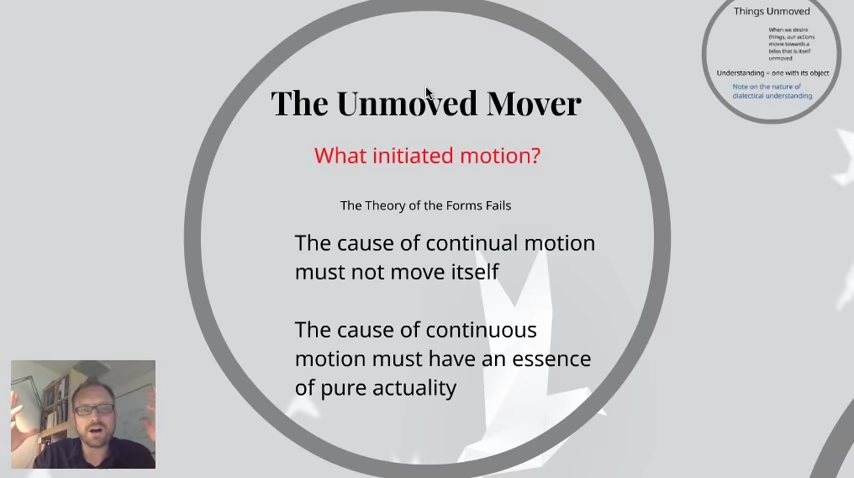 The Unmoved Mover
What initiated motion?
The Theory of the Forms Fails
The cause of continual motion
must not move itself
The cause of continuous
motion must have an essence
of pure actuality
Things Unmoved
When we desire
things, our actions
movie towards a
telos that is itself
unmoved
Understanding = one with its object
Note on the nature of
dialectical understanding